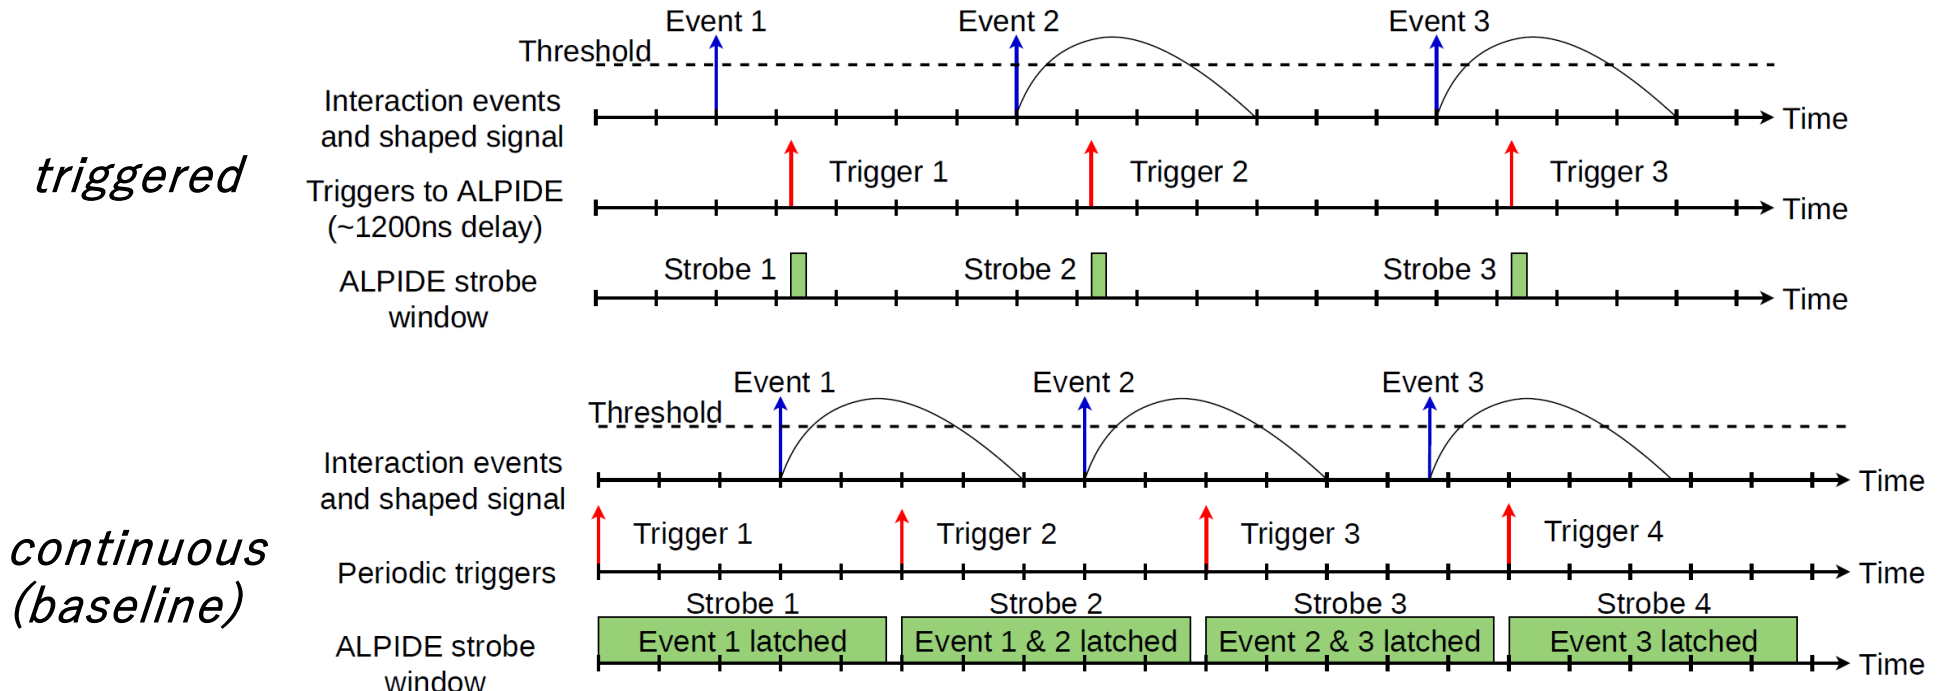 Event 1
Event 2
Event 3
Threshold
Interaction events
and shaped signal
Time
triggered
Trigger 1
Trigger 2
Trigger 3
Triggers to ALPIDE
(~1200ns delay)
Time
Strobe 1
Strobe 2
Strobe 3
ALPIDE strobe
window
Time
Event 1
Event 2
Event 3
Threshold
Interaction events
and shaped signal
Time
continuous
(baseline)
Trigger 1
Trigger 2
Trigger 3
Trigger 4
Periodic triggers
Time
Strobe 1
Strobe 2
Strobe 3
Strobe 4
Event 1 latched
Event 1 & 2 latched
Event 2 & 3 latched
Event 3 latched
ALPIDE strobe
window
Time